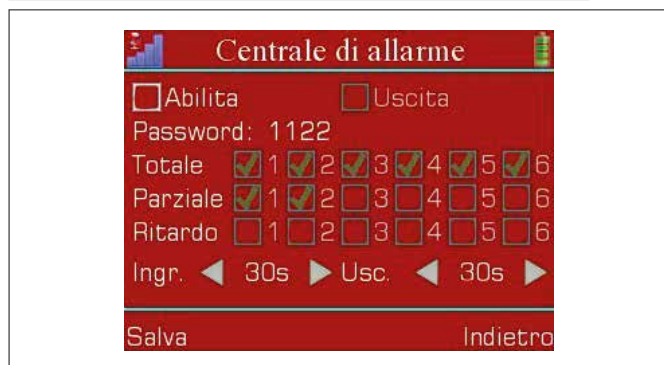 Centrale di allarme
Abilita Uscita
Password: 1122
Totale 1 2 3 4 5 6
Parziale 1 2 3 4 5 6
Ritardo 1 2 3 4 5 6
Ingr. 30s Usc. 30s
Salva Indietro